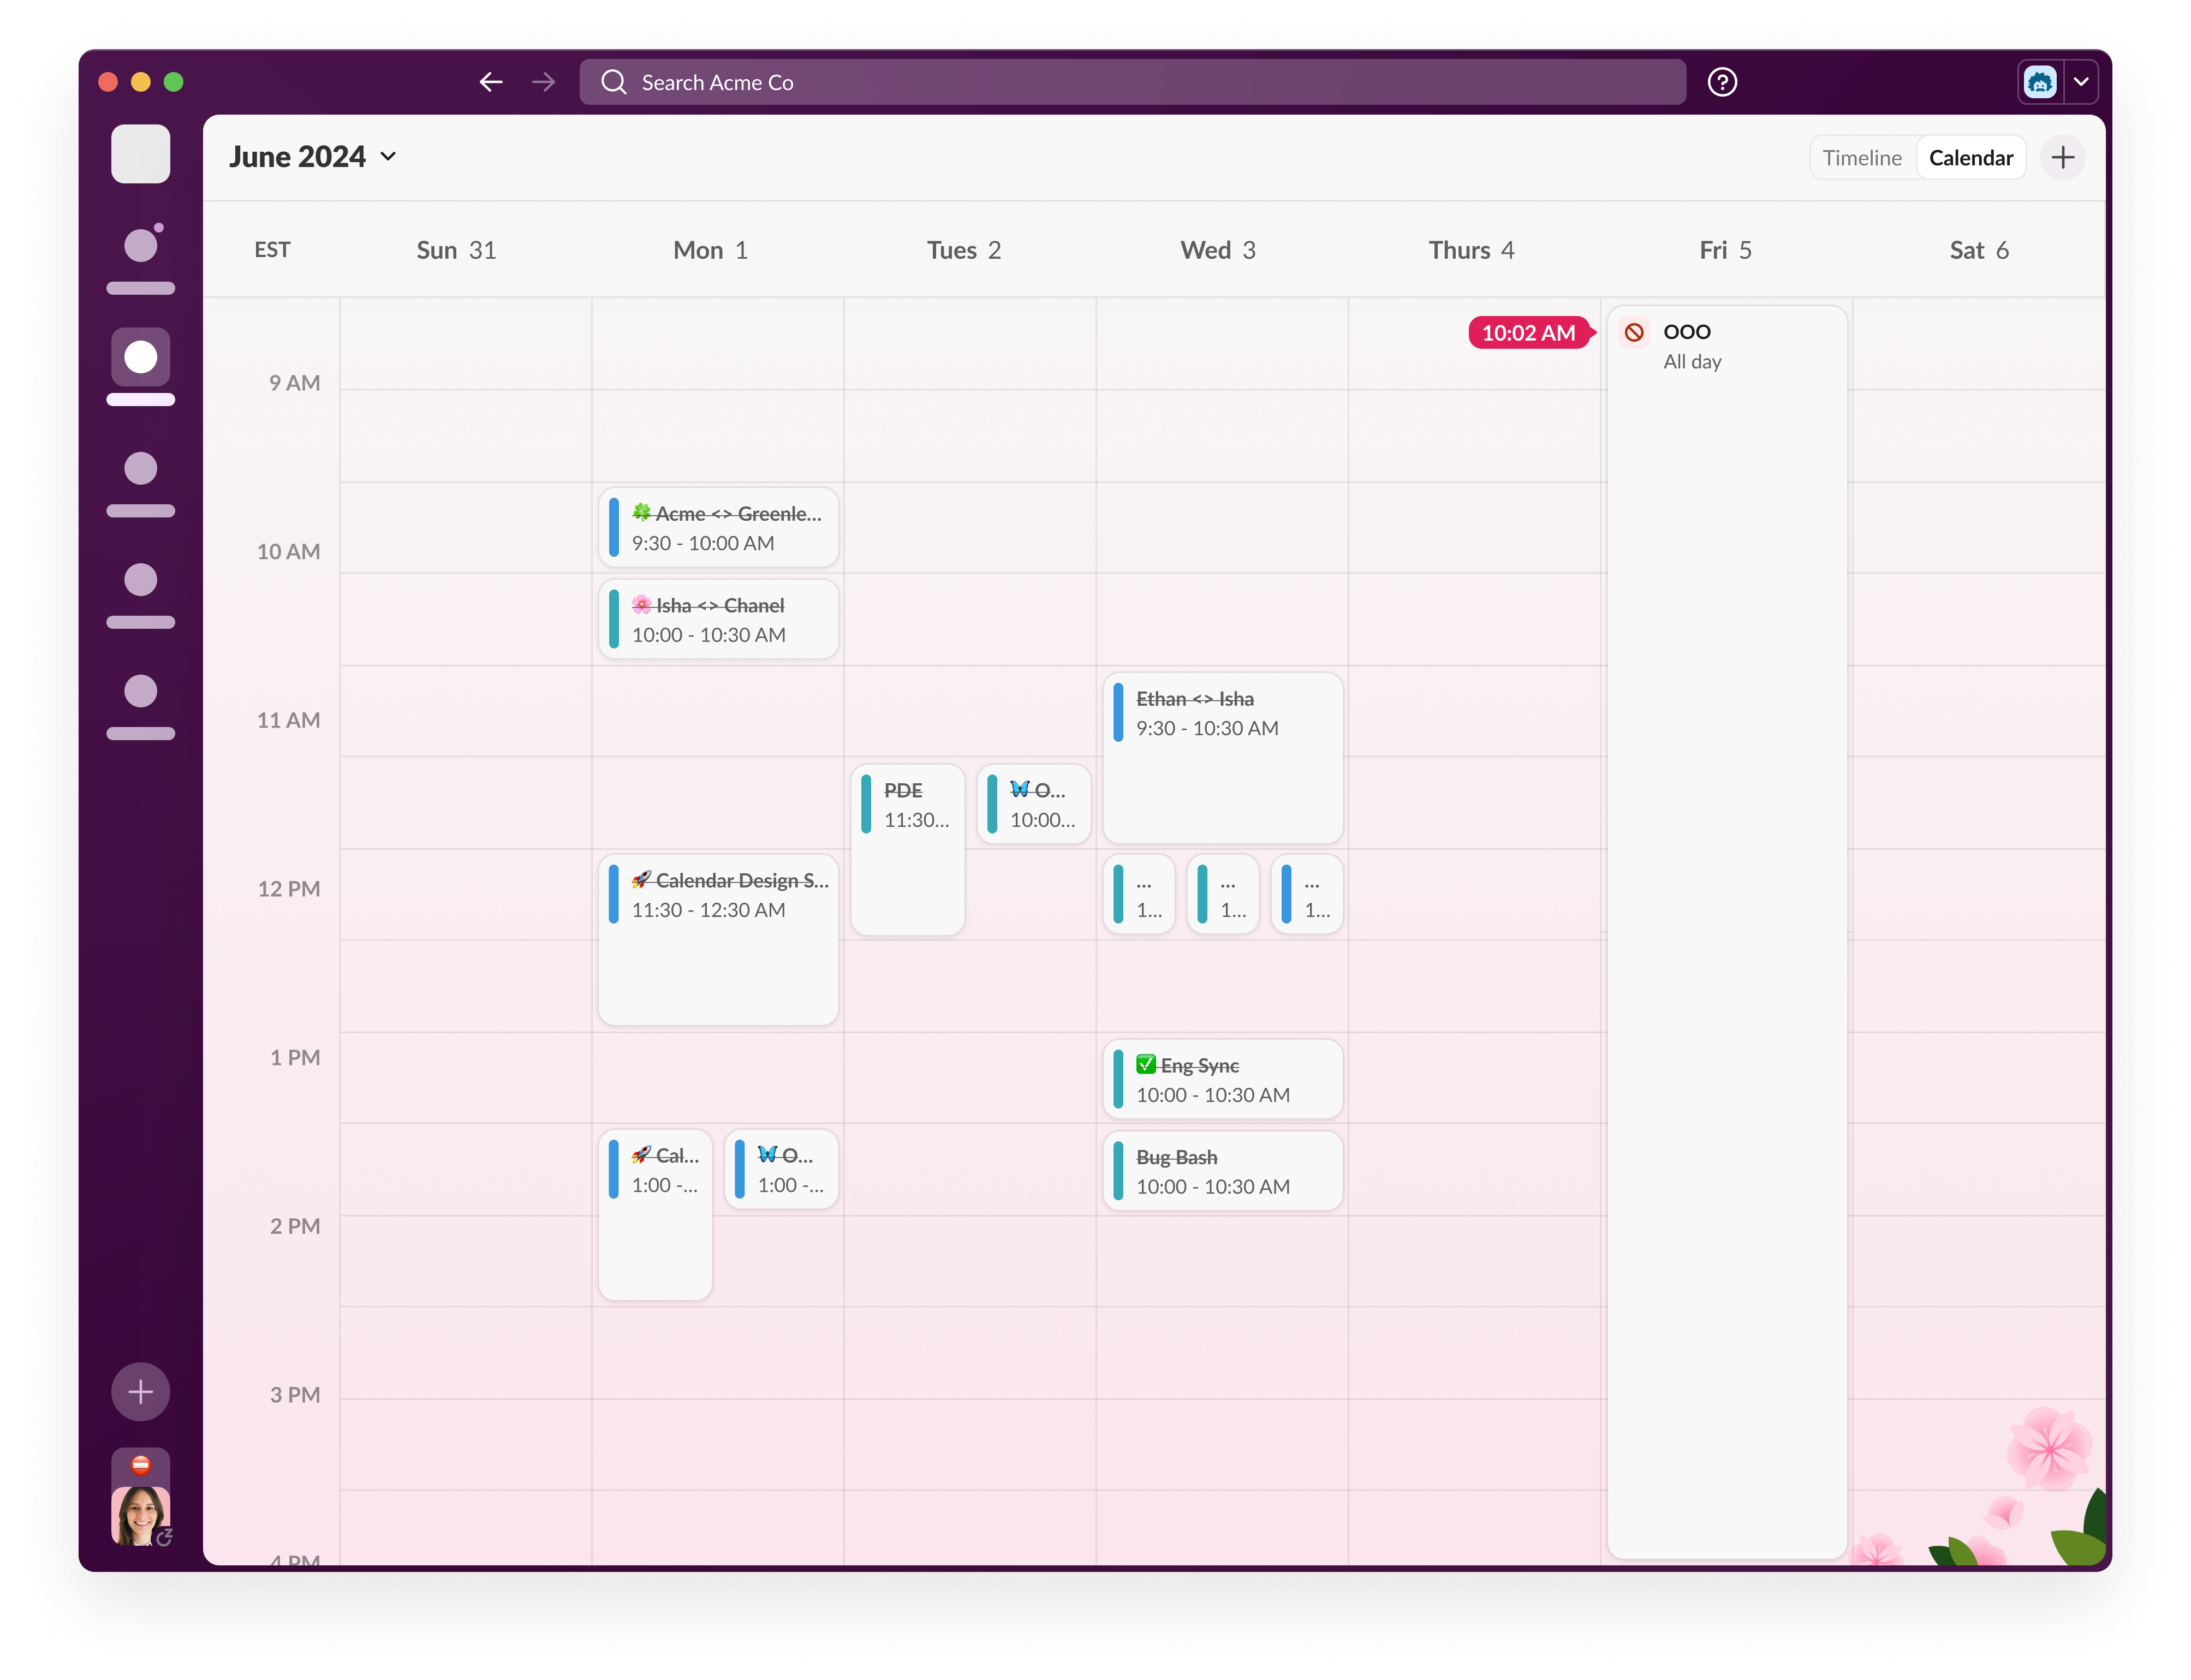 Search Acme Co
June 2024
Timeline
Calendar
EST
Sun 31
Mon 1
Tues 2
Wed 3
Thurs 4
Fri 5
Sat 6
10:02 AM
OOO
All day
9 AM
Acme <> Greenle...
9:30 - 10:00 AM
10 AM
Isha <> Chanel
10:00 - 10:30 AM
11 AM
Ethan <> Isha
9:30 - 10:30 AM
PDE
11:30...
O...
10:00...
12 PM
Calendar Design S...
11:30 - 12:30 AM
...
1...
...
1...
...
1...
1 PM
Eng Sync
10:00 - 10:30 AM
Cal...
1:00 -...
O...
1:00 -...
Bug Bash
10:00 - 10:30 AM
2 PM
3 PM
4 PM